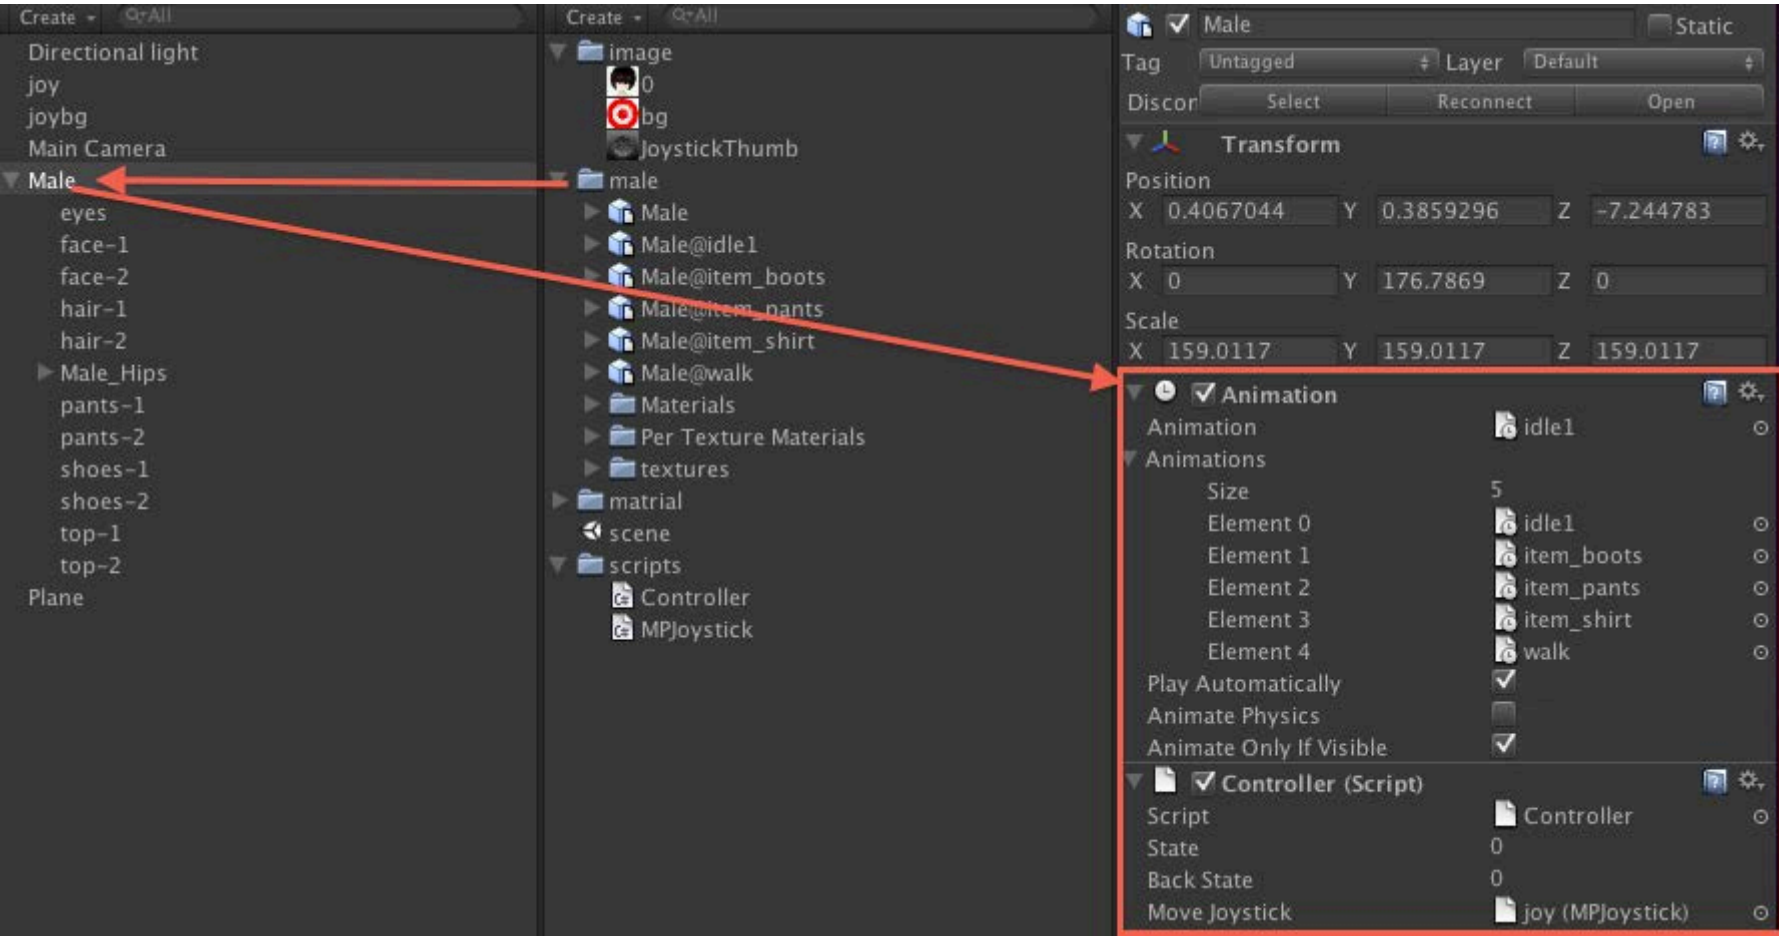 Create
All
Directional light
joy
joybg
Main Camera
Male
eyes
face-1
face-2
hair-1
hair-2
Male_Hips
pants-1
pants-2
shoes-1
shoes-2
top-1
top-2
Plane
Create
All
image
0
bg
JoystickThumb
male
Male
Male@idle1
Male@item_boots
Male@item_pants
Male@item_shirt
Male@walk
Materials
Per Texture Materials
textures
matrial
scene
scripts
Controller
MPJoystick
Male Static
Tag Untagged Layer Default
Discor Select Reconnect Open
Transform
Position
X 0.4067044 Y 0.3859296 Z -7.244783
Rotation
X 0 Y 176.7869 Z 0
Scale
X 159.0117 Y 159.0117 Z 159.0117
Animation
Animation idle1
Animations
Size 5
Element 0 idle1
Element 1 item_boots
Element 2 item_pants
Element 3 item_shirt
Element 4 walk
Play Automatically
Animate Physics
Animate Only If Visible
Controller (Script)
Script Controller
State 0
Back State 0
Move Joystick joy (MPJoystick)